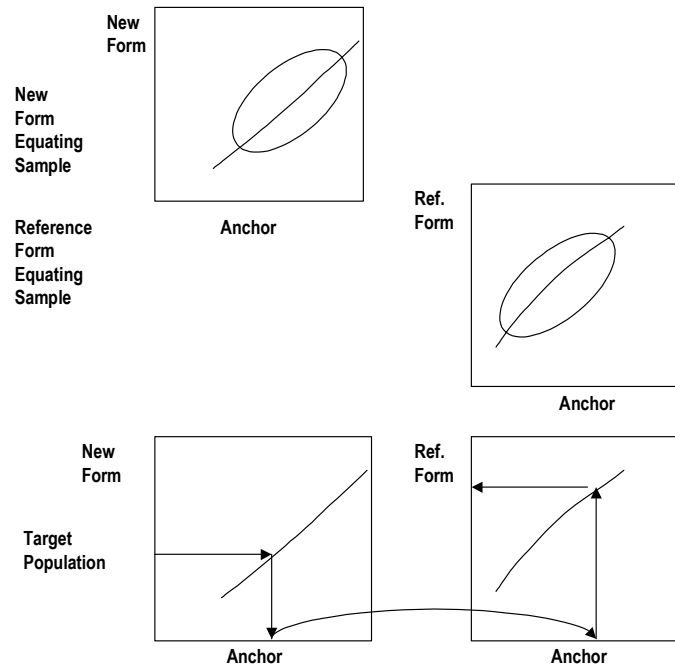 New
Form
New
Form
Equating
Sample
Anchor
Reference
Form
Equating
Sample
Ref.
Form
Anchor
New
Form
Ref.
Form
Target
Population
Anchor
Anchor